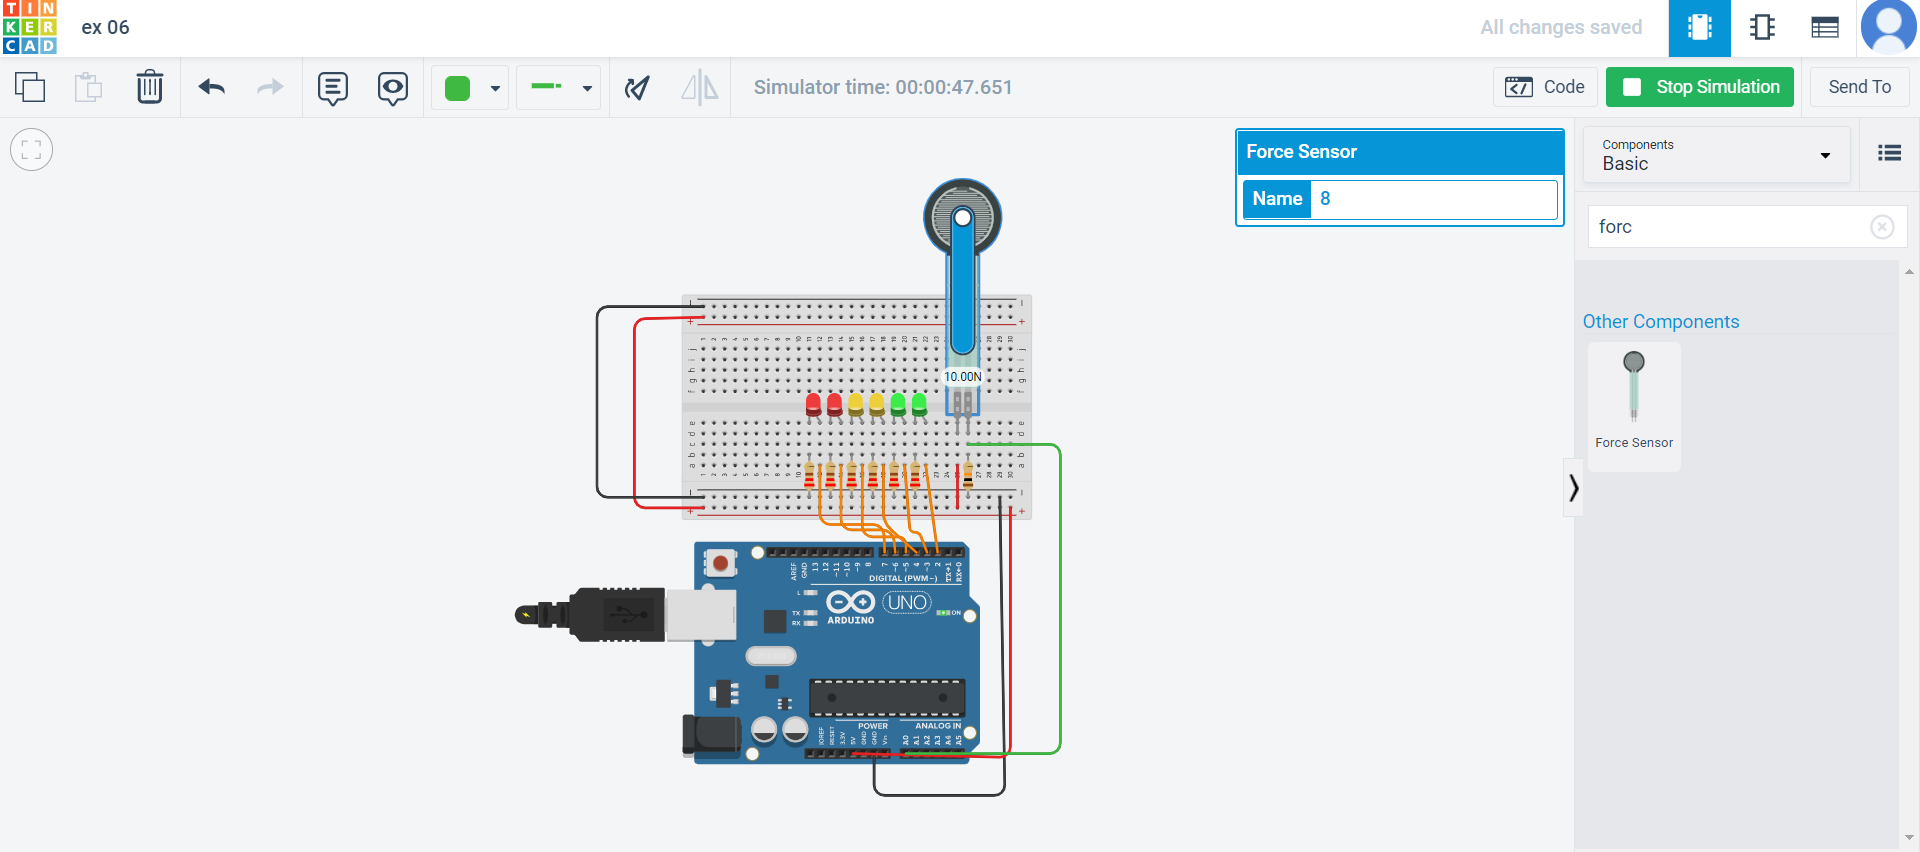 TIN
KER
CAD
ex 06
All changes saved
Simulator time: 00:00:47.651
Code
Stop Simulation
Send To
Force Sensor
Name 8
Components
Basic
forc
Other Components
Force Sensor
10.00N
AREF
GND
13
12
~11
~10
~9
8
7
~6
~5
4
~3
2
TX→1
RX←0
DIGITAL (PWM~)
L
TX
RX
UNO
ARDUINO
ON
POWER
ANALOG IN
IOREF
RESET
3.3V
5V
GND
GND
Vin
A0
A1
A2
A3
A4
A5